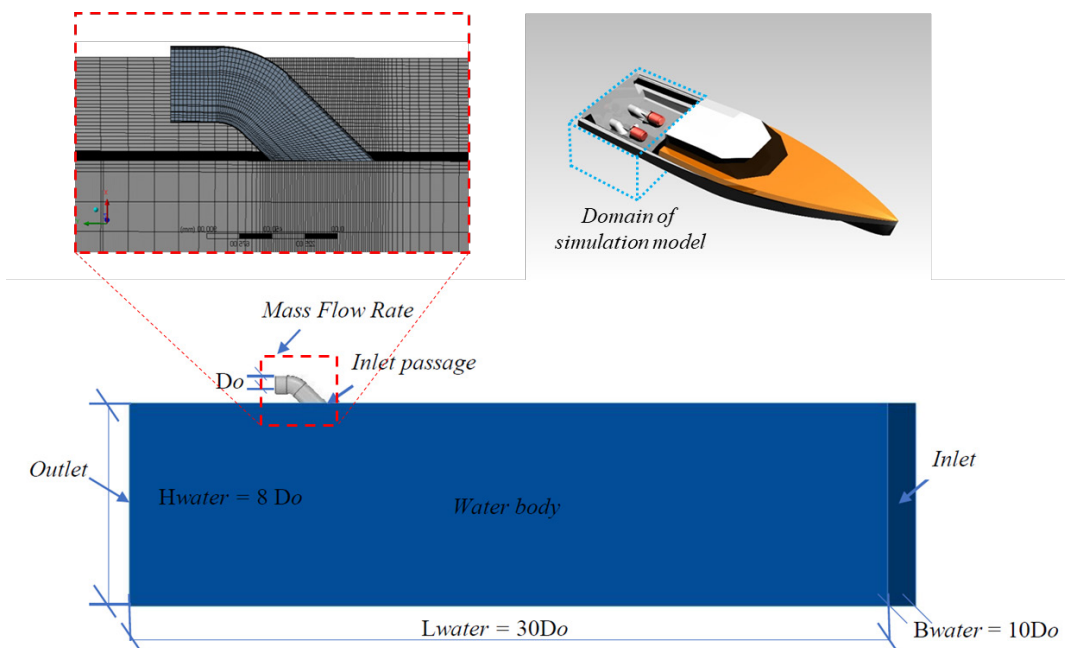 Domain of
simulation model
Mass Flow Rate
Inlet passage
Do
Outlet
Inlet
Hwater = 8 Do
Water body
Lwater = 30Do
Bwater = 10Do